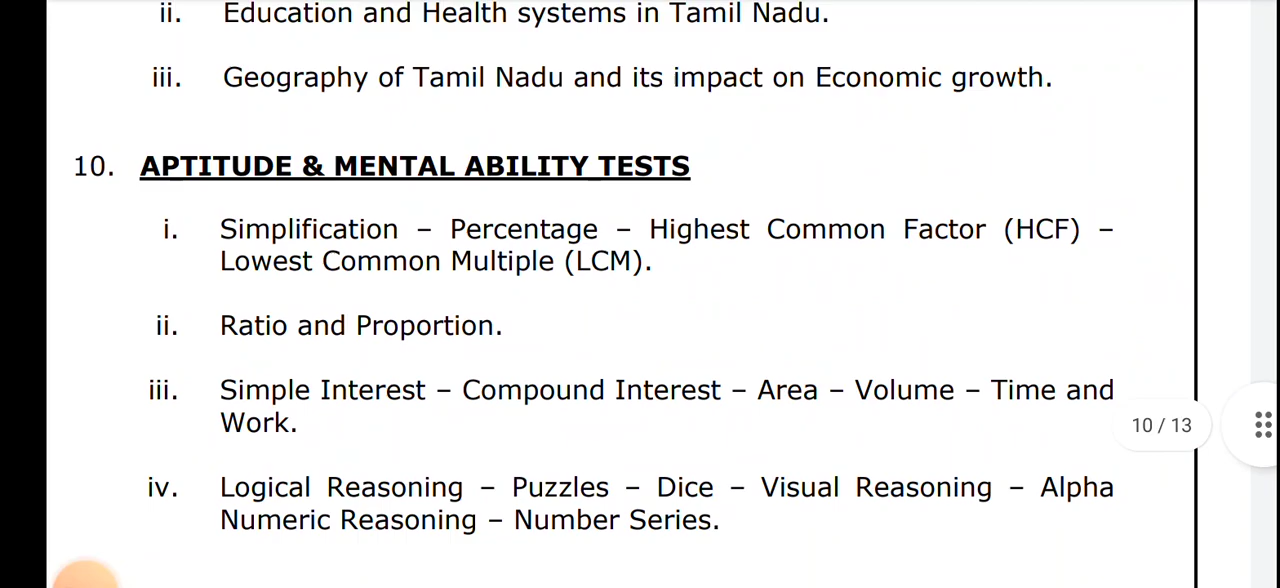 ii. Education and Health systems in Tamil Nadu.
iii. Geography of Tamil Nadu and its impact on Economic growth.
10. APTITUDE & MENTAL ABILITY TESTS
i. Simplification – Percentage – Highest Common Factor (HCF) –
Lowest Common Multiple (LCM).
ii. Ratio and Proportion.
iii. Simple Interest – Compound Interest – Area – Volume – Time and
Work.
10 / 13
iv. Logical Reasoning – Puzzles – Dice – Visual Reasoning – Alpha
Numeric Reasoning – Number Series.